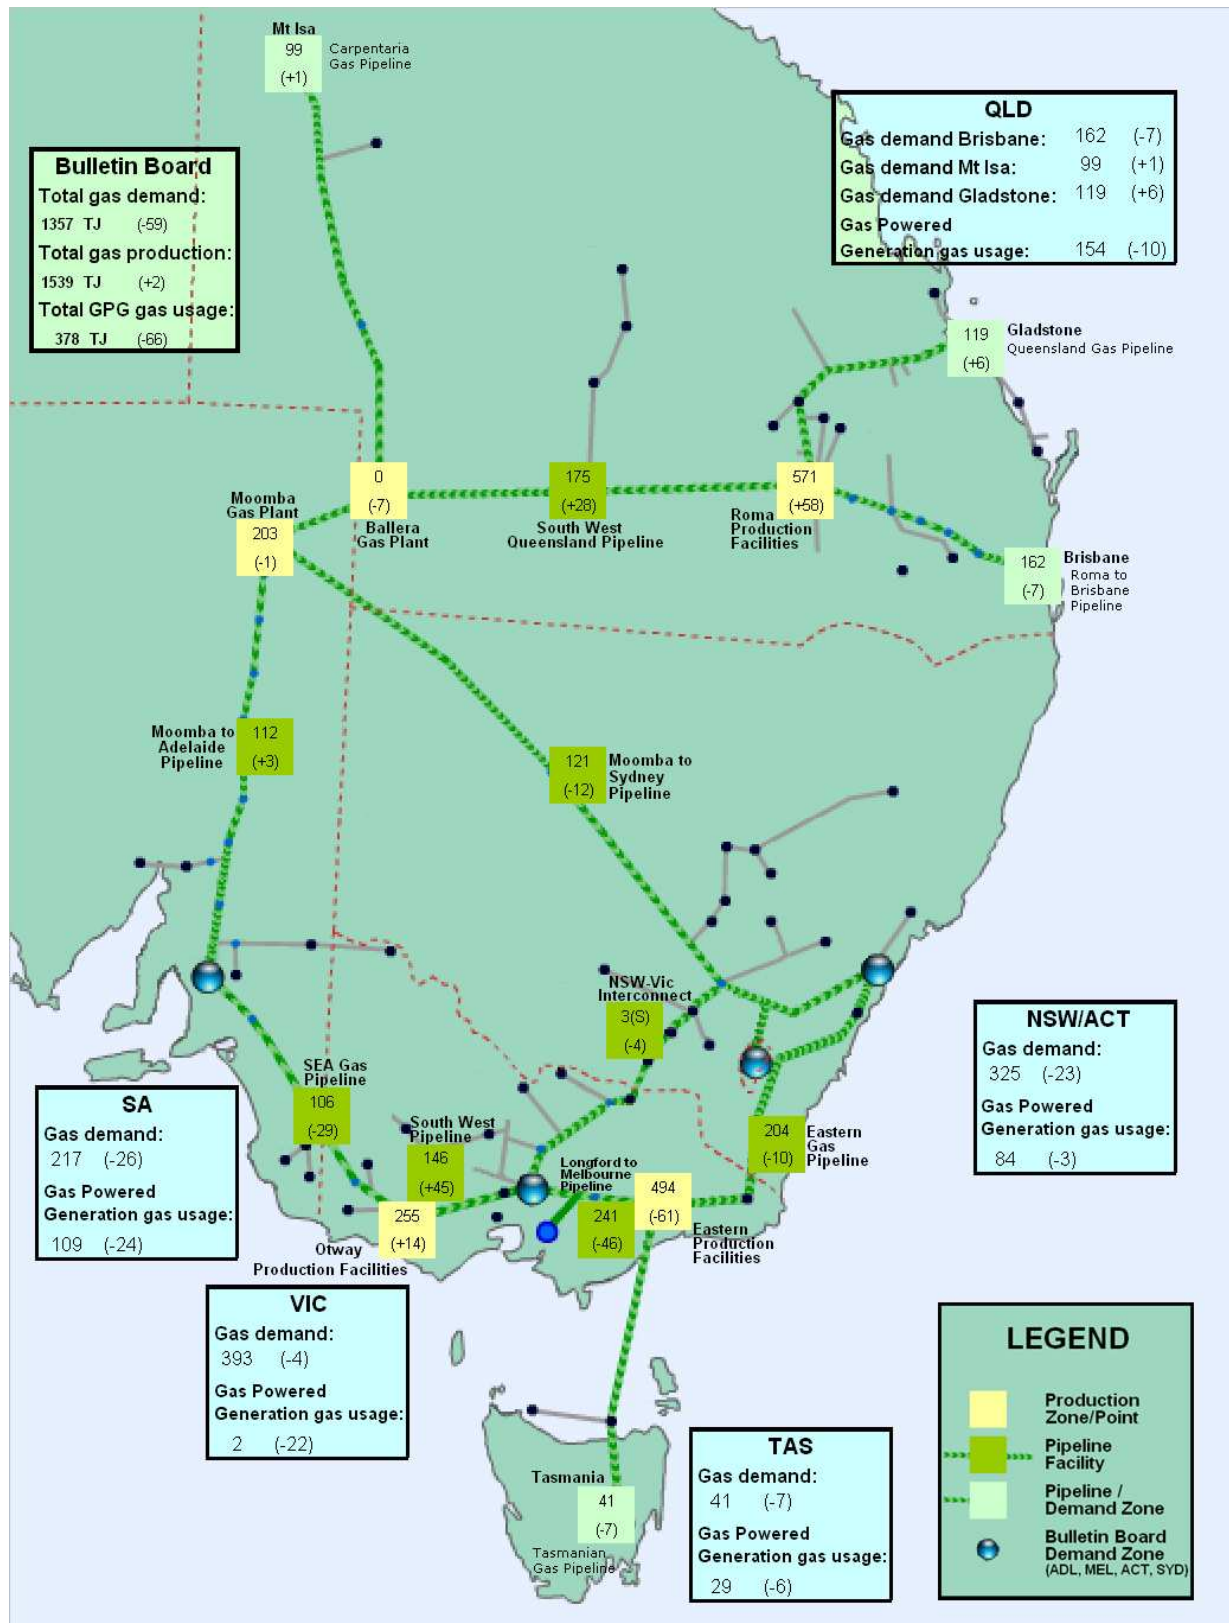 Mt Isa
99
(+1)
Carpentaria
Gas Pipeline
Bulletin Board
Total gas demand:
1357 TJ (-59)
Total gas production:
1539 TJ (+2)
Total GPG gas usage:
378 TJ (-66)
QLD
Gas demand Brisbane: 162 (-7)
Gas demand Mt Isa: 99 (+1)
Gas demand Gladstone: 119 (+6)
Gas Powered
Generation gas usage: 154 (-10)
119
(+6)
Gladstone
Queensland Gas Pipeline
Moomba
Gas Plant
203
(-1)
0
(-7)
Ballera
Gas Plant
175
(+28)
South West
Queensland Pipeline
571
(+58)
Roma
Production
Facilities
162
(-7)
Brisbane
Roma to
Brisbane
Pipeline
Moomba to
Adelaide
Pipeline
112
(+3)
121
(-12)
Moomba to
Sydney
Pipeline
NSW-Vic
Interconnect
3(S)
(-4)
NSW/ACT
Gas demand:
325 (-23)
Gas Powered
Generation gas usage:
84 (-3)
SEA Gas
Pipeline
106
(-29)
SA
Gas demand:
217 (-26)
Gas Powered
Generation gas usage:
109 (-24)
South West
Pipeline
146
(+45)
Longford to
Melbourne
Pipeline
241
(-46)
204
(-10)
Eastern
Gas
Pipeline
494
(-61)
Eastern
Production
Facilities
255
(+14)
Otway
Production Facilities
VIC
Gas demand:
393 (-4)
Gas Powered
Generation gas usage:
2 (-22)
Tasmania
41
(-7)
Tasmanian
Gas Pipeline
TAS
Gas demand:
41 (-7)
Gas Powered
Generation gas usage:
29 (-6)
LEGEND
Production
Zone/Point
Pipeline
Facility
Pipeline /
Demand Zone
Bulletin Board
Demand Zone
(ADL, MEL, ACT, SYD)